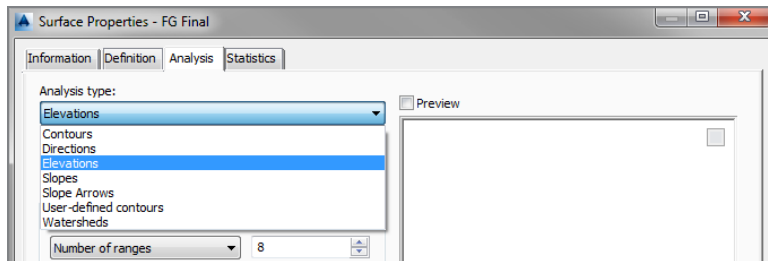 Surface Properties - FG Final
Information Definition Analysis Statistics
Analysis type:
Elevations
Preview
Contours
Directions
Elevations
Slopes
Slope Arrows
User-defined contours
Watersheds
Number of ranges 8